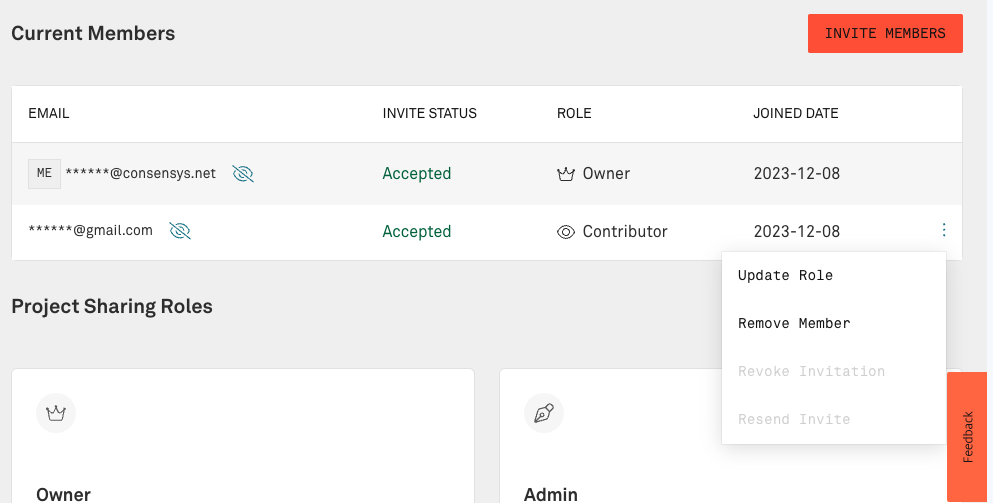 Current Members
INVITE MEMBERS
EMAIL INVITE STATUS ROLE JOINED DATE
ME ******@consensys.net Accepted Owner 2023-12-08
******@gmail.com Accepted Contributor 2023-12-08
Update Role
Remove Member
Revoke Invitation
Resend Invite
Project Sharing Roles
Owner
Admin
Feedback